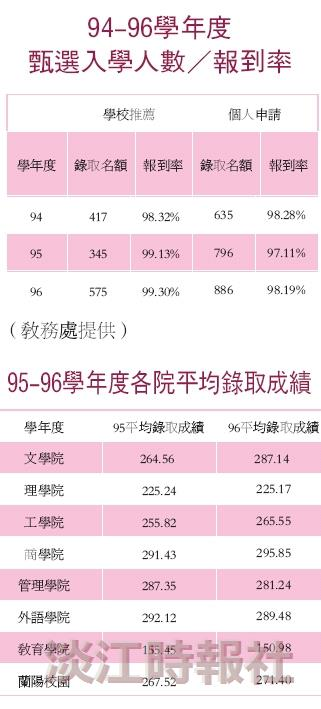 94-96學年度
甄選入學人數／報到率
學校推薦 個人申請
學年度 錄取名額 報到率 錄取名額 報到率
94 417 98.32% 635 98.28%
95 345 99.13% 796 97.11%
96 575 99.30% 886 98.19%
（教務處提供）
95-96學年度各院平均錄取成績
學年度 95平均錄取成績 96平均錄取成績
文學院 264.56 287.14
理學院 225.24 225.17
工學院 255.82 265.55
商學院 291.43 295.85
管理學院 287.35 281.24
外語學院 292.12 289.48
教育學院 155.45 150.98
蘭陽校園 267.52 271.40
淡江時報社